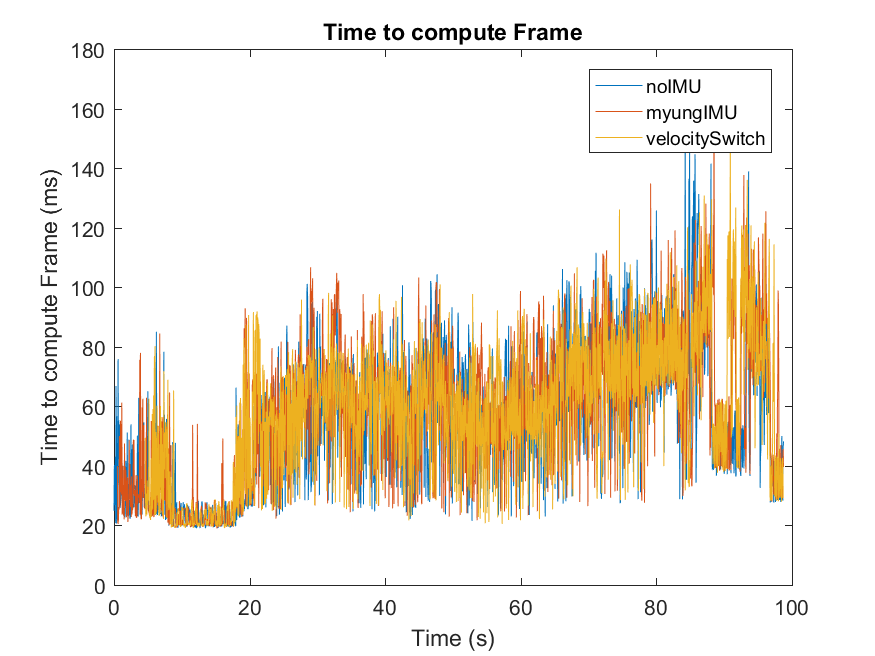 Time to compute Frame
180
160
140
120
100
80
60
40
20
0
Time to compute Frame (ms)
noIMU
myungIMU
velocitySwitch
0 20 40 60 80 100
Time (s)